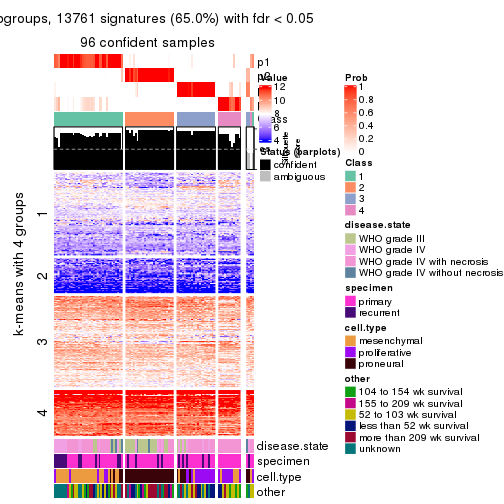 ogroups, 13761 signatures (65.0%) with fdr < 0.05
96 confident samples
p1
Value
12
10
8
6
4
Prob
1
0.8
0.6
0.4
0.2
0
Status (barplots)
confident
ambiguous
Class
1
2
3
4
k-means with 4 groups
1
2
3
4
disease.state
WHO grade III
WHO grade IV
WHO grade IV with necrosis
WHO grade IV without necrosis
specimen
primary
recurrent
cell.type
mesenchymal
proliferative
proneural
other
104 to 154 wk survival
155 to 209 wk survival
52 to 103 wk survival
less than 52 wk survival
more than 209 wk survival
unknown
disease.state
specimen
cell.type
other